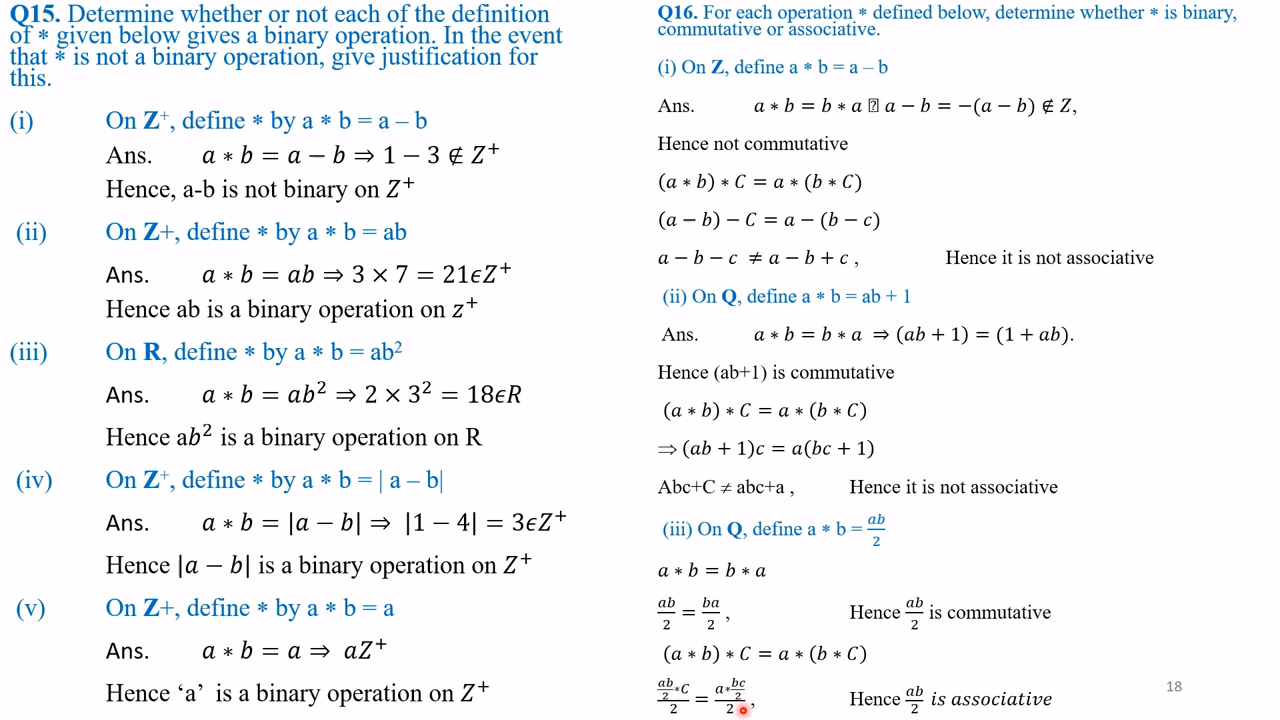 Q15. Determine whether or not each of the definition
of ∗ given below gives a binary operation. In the event
that ∗ is not a binary operation, give justification for
this.
(i) On Z⁺, define ∗ by a ∗ b = a – b
Ans. a ∗ b = a − b ⇒ 1 − 3 ∉ Z⁺
Hence, a-b is not binary on Z⁺
(ii) On Z+, define ∗ by a ∗ b = ab
Ans. a ∗ b = ab ⇒ 3 × 7 = 21ϵZ⁺
Hence ab is a binary operation on z⁺
(iii) On R, define ∗ by a ∗ b = ab²
Ans. a ∗ b = ab² ⇒ 2 × 3² = 18ϵR
Hence ab² is a binary operation on R
(iv) On Z⁺, define ∗ by a ∗ b = | a – b|
Ans. a ∗ b = |a − b| ⇒ |1 − 4| = 3ϵZ⁺
Hence |a − b| is a binary operation on Z⁺
(v) On Z+, define ∗ by a ∗ b = a
Ans. a ∗ b = a ⇒ aZ⁺
Hence ‘a’ is a binary operation on Z⁺
Q16. For each operation ∗ defined below, determine whether ∗ is binary,
commutative or associative.
(i) On Z, define a ∗ b = a – b
Ans. a ∗ b = b ∗ a ⍰ a − b = −(a − b) ∉ Z,
Hence not commutative
(a ∗ b) ∗ C = a ∗ (b ∗ C)
(a − b) − C = a − (b − c)
a − b − c ≠ a − b + c , Hence it is not associative
(ii) On Q, define a ∗ b = ab + 1
Ans. a ∗ b = b ∗ a ⇒ (ab + 1) = (1 + ab).
Hence (ab+1) is commutative
(a ∗ b) ∗ C = a ∗ (b ∗ C)
⇒ (ab + 1)c = a(bc + 1)
Abc+C ≠ abc+a , Hence it is not associative
(iii) On Q, define a ∗ b = ab/2
a ∗ b = b ∗ a
ab/2 = ba/2 , Hence ab/2 is commutative
(a ∗ b) ∗ C = a ∗ (b ∗ C)
(ab/2 ∗ C)/2 = (a ∗ bc/2)/2 , Hence ab/2 is associative
18